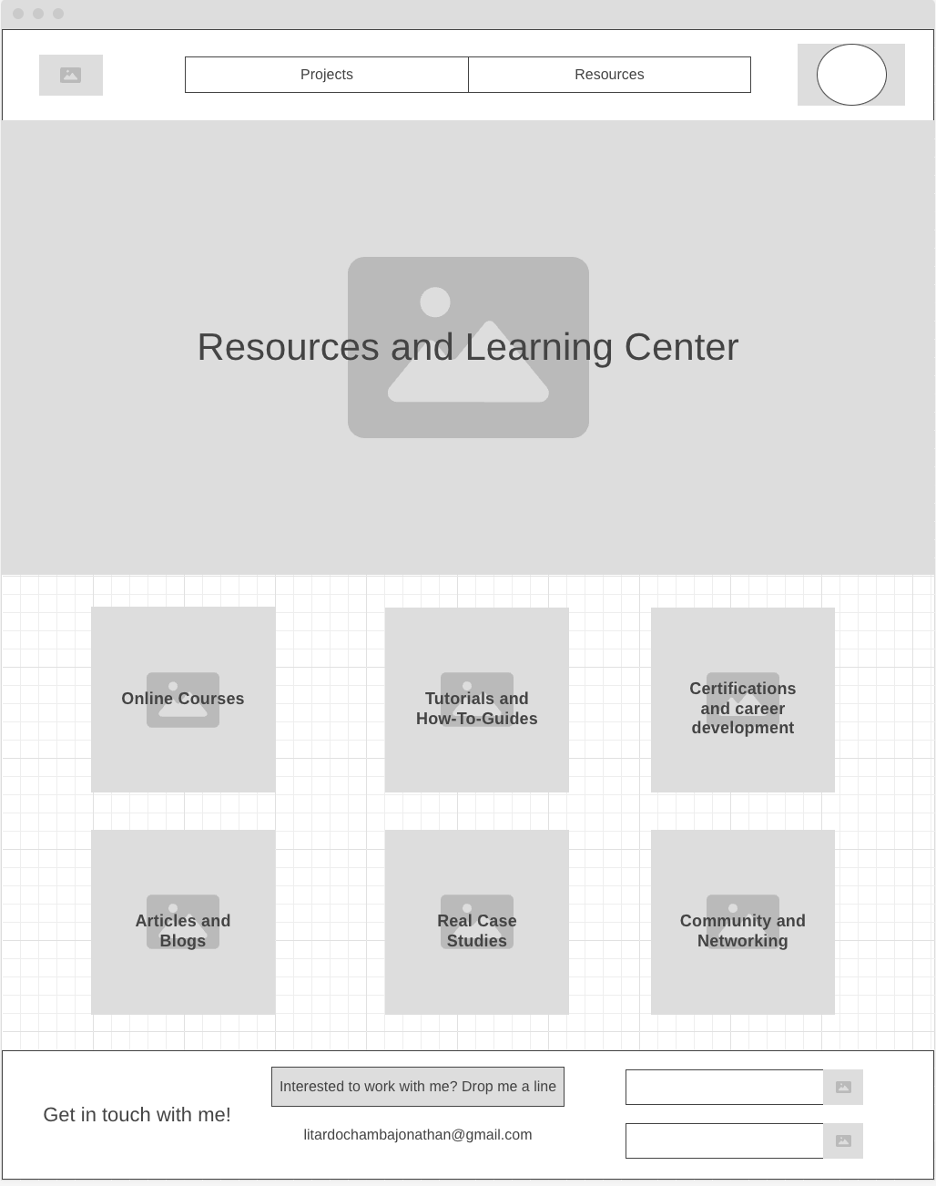 Projects
Resources
Resources and Learning Center
Online Courses
Tutorials and
How-To-Guides
Certifications
and career
development
Articles and
Blogs
Real Case
Studies
Community and
Networking
Get in touch with me!
Interested to work with me? Drop me a line
litardochambajonathan@gmail.com